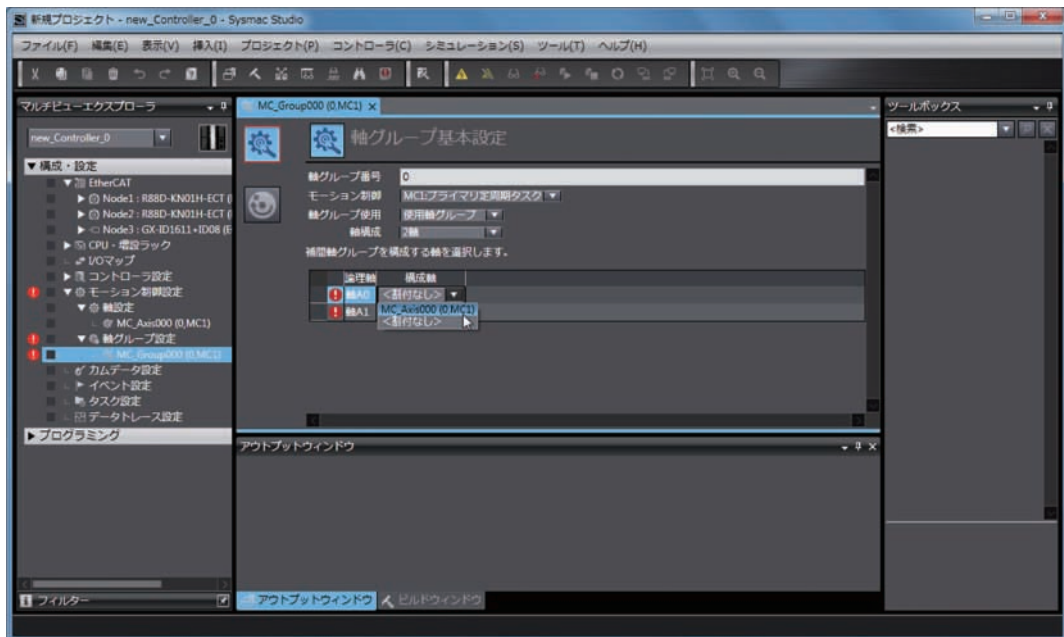 新規プロジェクト - new_Controller_0 - Sysmac Studio
ファイル(F) 編集(E) 表示(V) 挿入(I) プロジェクト(P) コントローラ(C) シミュレーション(S) ツール(T) ヘルプ(H)
マルチビューエクスプローラ
new_Controller_0
▼構成・設定
▼EtherCAT
▶Node1 : R88D-KN01H-ECT (
▶Node2 : R88D-KN01H-ECT (
▶Node3 : GX-ID1611+ID08 (E
▶CPU・増設ラック
I/Oマップ
▶コントローラ設定
▼モーション制御設定
▼軸設定
MC_Axis000 (0,MC1)
▼軸グループ設定
MC_Group000 (0,MC1)
カムデータ設定
イベント設定
タスク設定
データトレース設定
▶プログラミング
フィルター
MC_Group000 (0,MC1)
軸グループ基本設定
軸グループ番号 0
モーション制御 MC1:プライマリ定周期タスク
軸グループ使用 使用軸グループ
軸構成 2軸
補間軸グループを構成する軸を選択します。
論理軸 構成軸
軸A0 <割付なし>
軸A1 MC_Axis000 (0,MC1)
<割付なし>
アウトプットウィンドウ
アウトプットウィンドウ ビルドウィンドウ
ツールボックス
<検索>